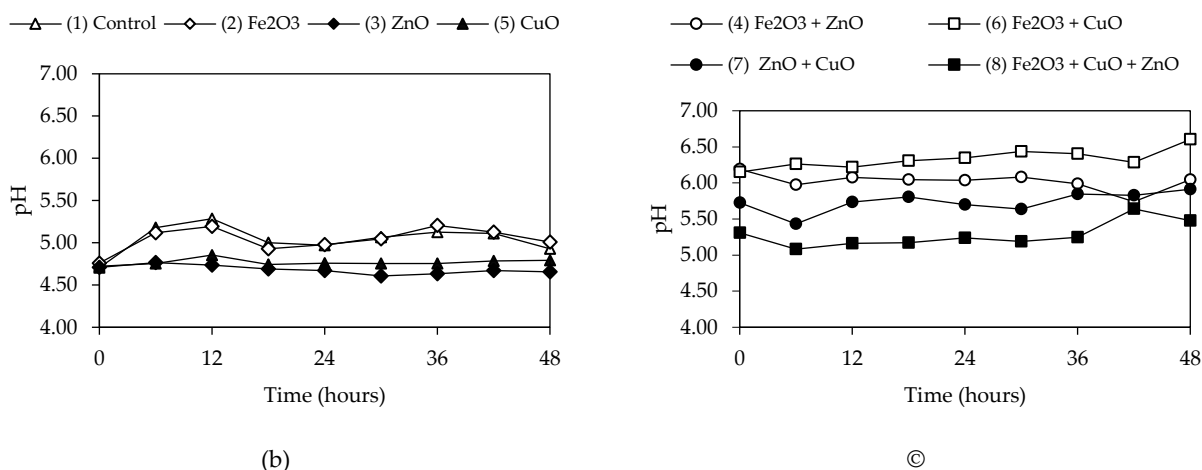 (1) Control (2) Fe2O3 (3) ZnO (5) CuO
7.00
6.50
6.00
5.50
5.00
4.50
4.00
pH
0 12 24 36 48
Time (hours)
(b)
(4) Fe2O3 + ZnO (6) Fe2O3 + CuO
(7) ZnO + CuO (8) Fe2O3 + CuO + ZnO
7.00
6.50
6.00
5.50
5.00
4.50
4.00
pH
0 12 24 36 48
Time (hours)
©